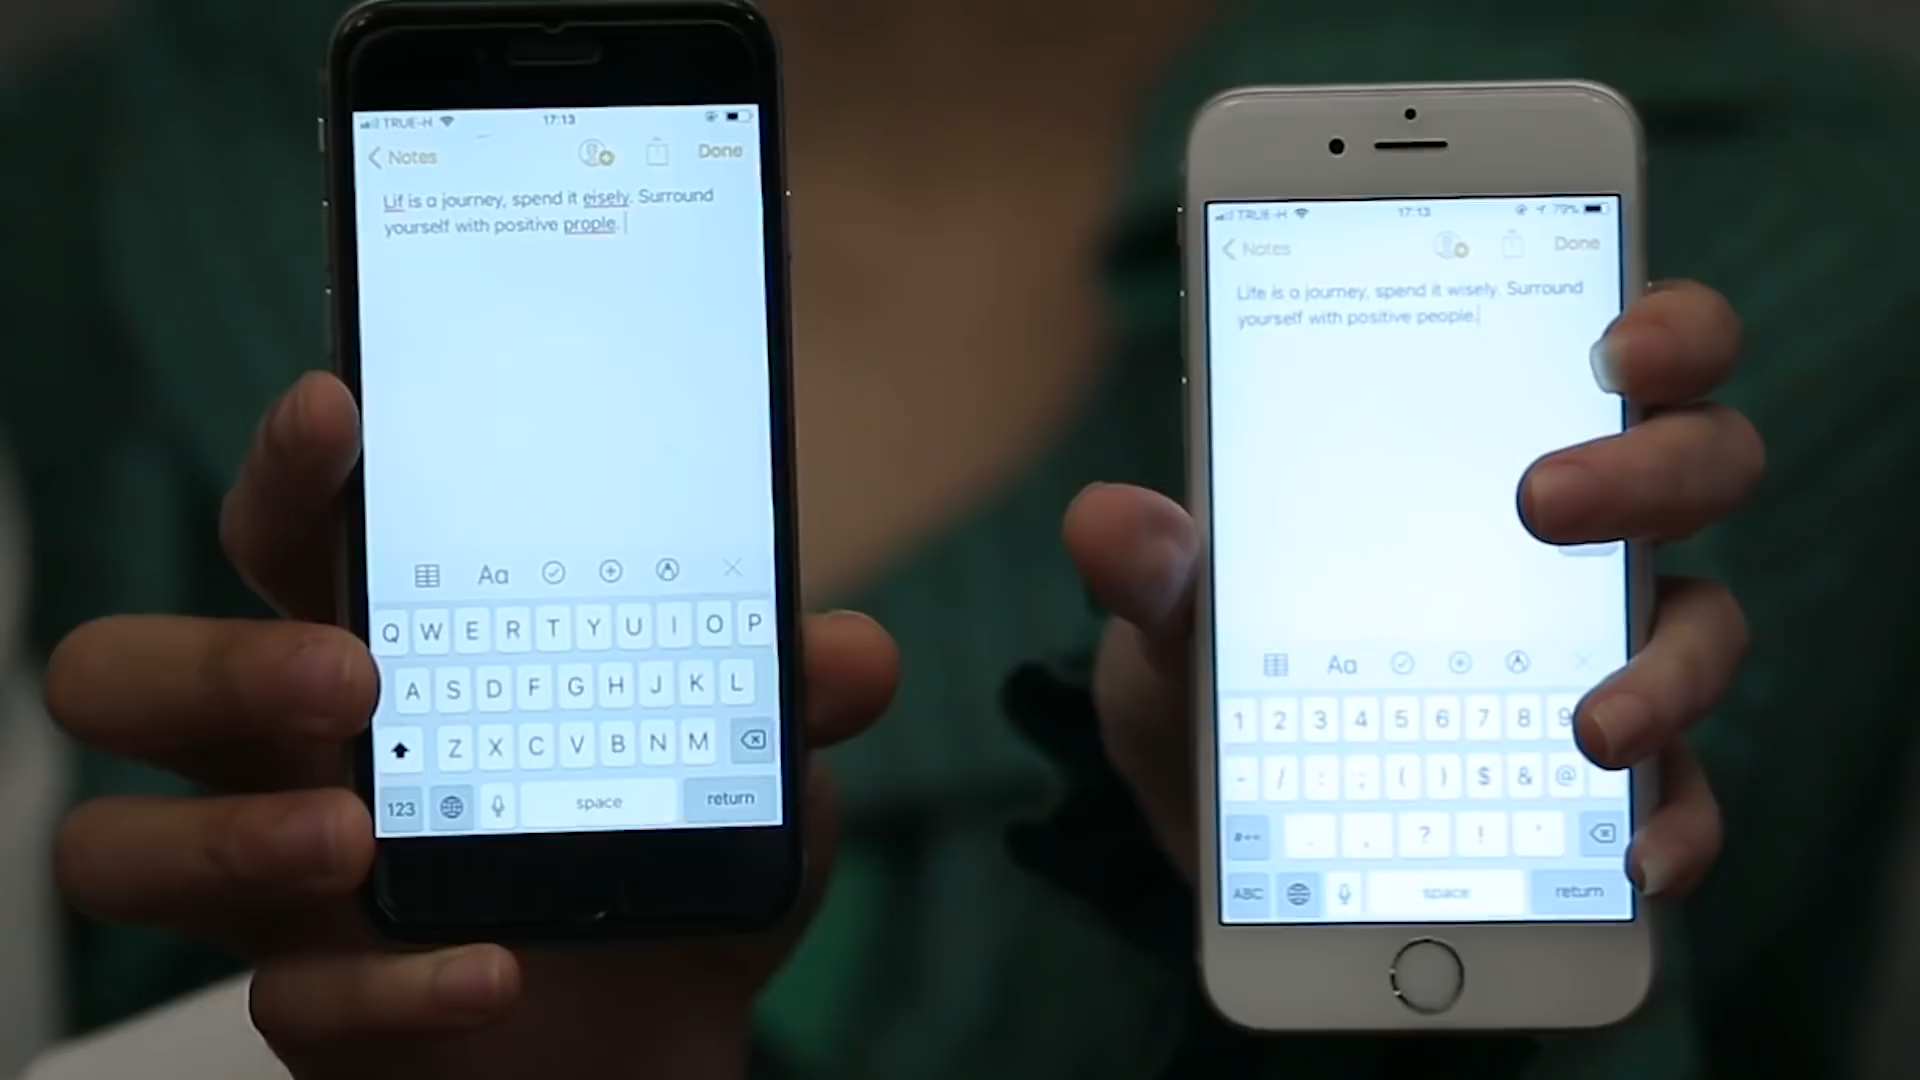 TRUE-H 17:13
Notes Done
Lif is a journey, spend it eisely. Surround
yourself with positive prople.
Aa
Q W E R T Y U I O P
A S D F G H J K L
Z X C V B N M
123 space return
TRUE-H 17:13 79%
Notes Done
Life is a journey, spend it wisely. Surround
yourself with positive people.
Aa
1 2 3 4 5 6 7 8 9
- / : ; ( ) $ & @
#+= . , ? ! '
ABC space return